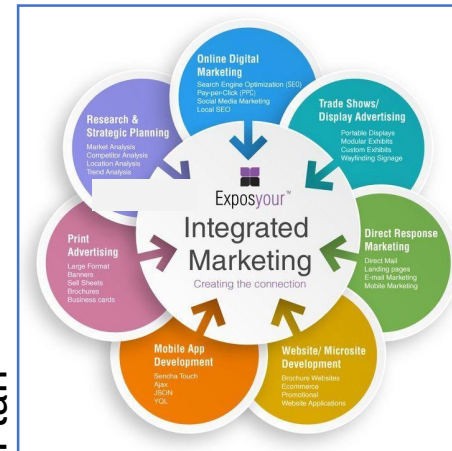 Online Digital
Marketing
Search Engine Optimization (SEO)
Pay-per-Click (PPC)
Social Media Marketing
Local SEO
Trade Shows/
Display Advertising
Portable Displays
Modular Exhibits
Custom Exhibits
Wayfinding Signage
Direct Response
Marketing
Direct Mail
Landing pages
E-mail Marketing
Mobile Marketing
Website/ Microsite
Development
Brochure Websites
Ecommerce
Promotional
Website Applications
Mobile App
Development
Sencha Touch
Ajax
JSON
YQL
Print
Advertising
Large Format
Banners
Sell Sheets
Brochures
Business cards
Research &
Strategic Planning
Market Analysis
Competitor Analysis
Location Analysis
Trend Analysis
Exposyour™
Integrated
Marketing
Creating the connection